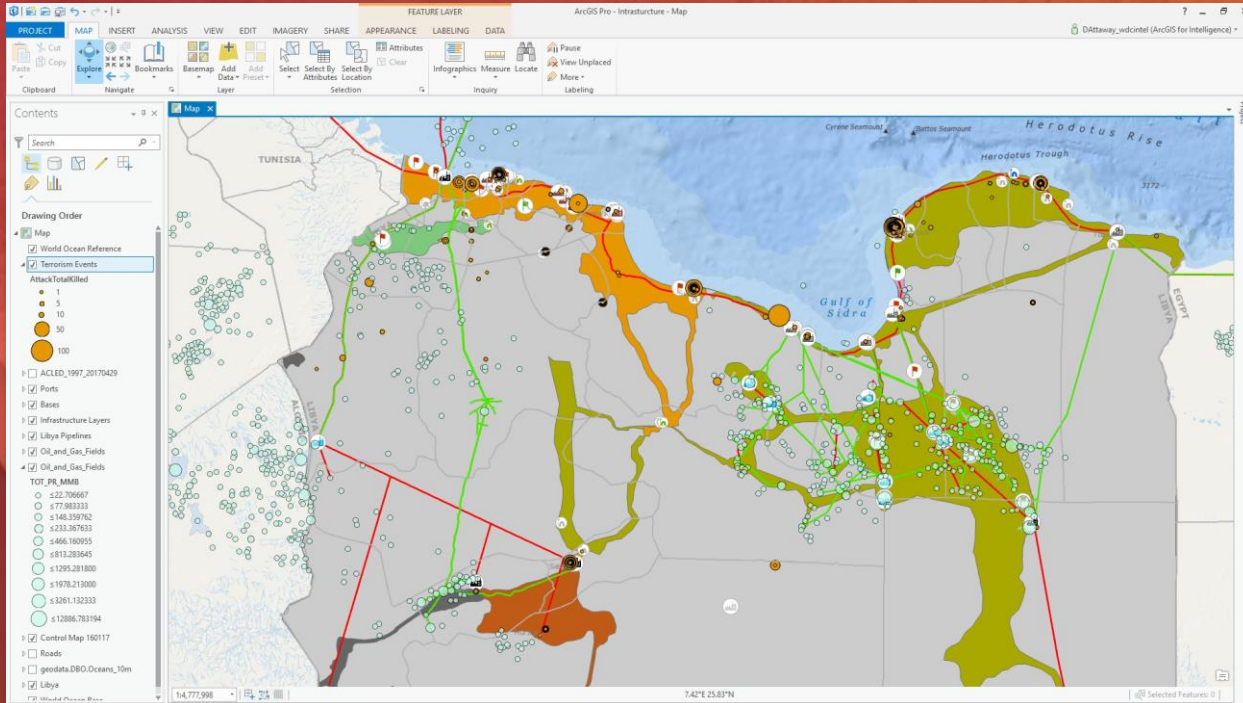 FEATURE LAYER
ArcGIS Pro - Intrasturcture - Map
PROJECT
MAP
INSERT
ANALYSIS
VIEW
EDIT
IMAGERY
SHARE
APPEARANCE
LABELING
DATA
DAttaway_wdcintel (ArcGIS for Intelligence)
Paste
Cut
Copy
Clipboard
Explore
Bookmarks
Navigate
Basemap
Add Data
Add Preset
Layer
Select
Select By Attributes
Select By Location
Attributes
Clear
Selection
Infographics
Measure
Locate
Inquiry
Pause
View Unplaced
More
Labeling
Contents
Search
Drawing Order
Map
World Ocean Reference
Terrorism Events
AttackTotalKilled
1
5
10
50
100
ACLED_1997_20170429
Ports
Bases
Infrastructure Layers
Libya Pipelines
Oil_and_Gas_Fields
Oil_and_Gas_Fields
TOT_PR_MMB
≤22.706667
≤77.983333
≤148.359762
≤233.367633
≤466.160955
≤813.283645
≤1295.281800
≤1978.213000
≤3261.132333
≤12886.783194
Control Map 160117
Roads
geodata.DBO.Oceans_10m
Libya
World Ocean Base
Map
TUNISIA
Cyrene Seamount
Battos Seamount
Herodotus Rise
Herodotus Trough
3172
Gulf of
Sidra
EGYPT
LIBYA
LIBYA
1:4,777,998
7.42°E 25.83°N
Selected Features: 0